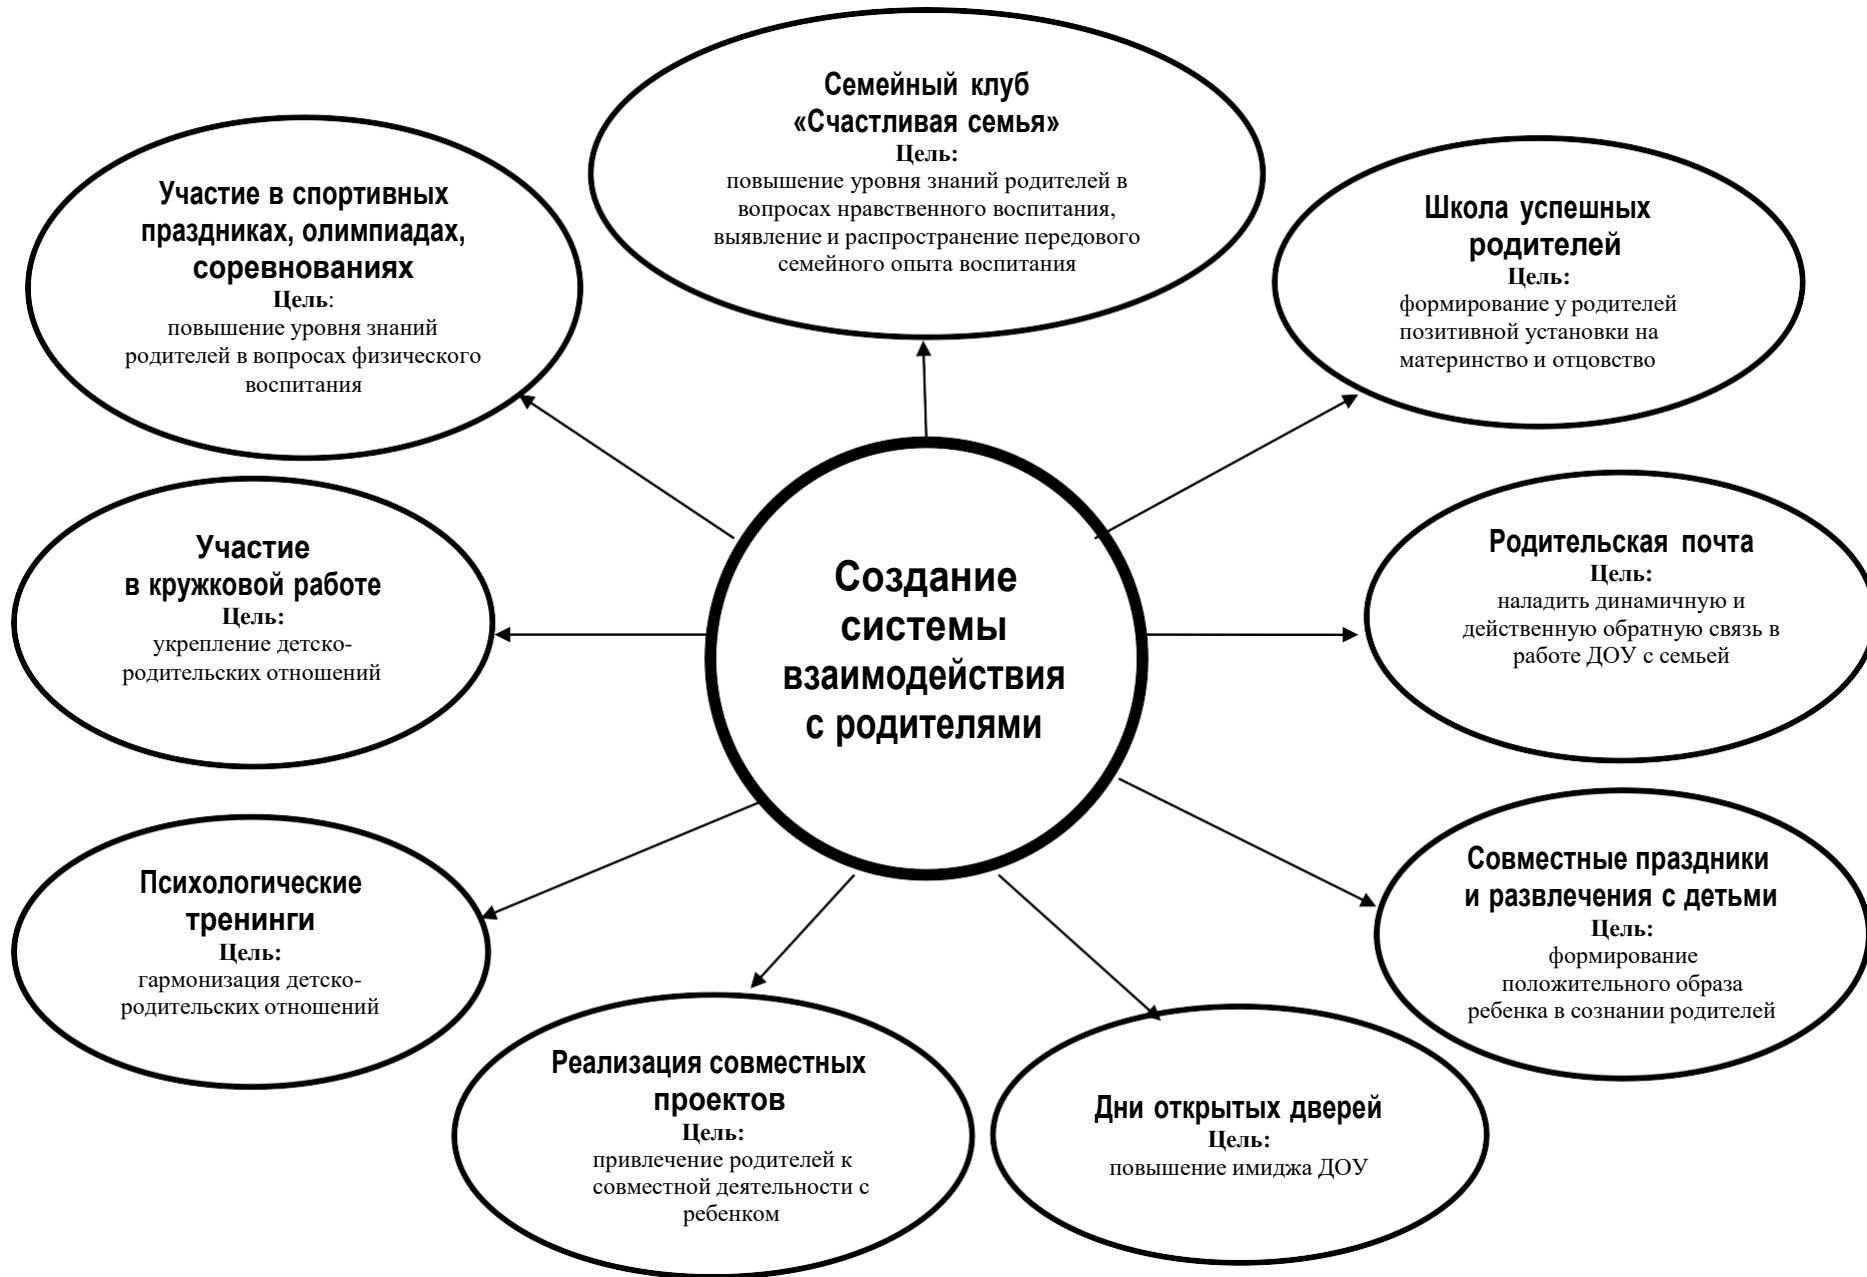 Семейный клуб
«Счастливая семья»
Цель:
повышение уровня знаний родителей в
вопросах нравственного воспитания,
выявление и распространение передового
семейного опыта воспитания
Участие в спортивных
праздниках, олимпиадах,
соревнованиях
Цель:
повышение уровня знаний
родителей в вопросах физического
воспитания
Школа успешных
родителей
Цель:
формирование у родителей
позитивной установки на
материнство и отцовство
Участие
в кружковой работе
Цель:
укрепление детско-
родительских отношений
Создание
системы
взаимодействия
с родителями
Родительская почта
Цель:
наладить динамичную и
действенную обратную связь в
работе ДОУ с семьей
Психологические
тренинги
Цель:
гармонизация детско-
родительских отношений
Совместные праздники
и развлечения с детьми
Цель:
формирование
положительного образа
ребенка в сознании родителей
Реализация совместных
проектов
Цель:
привлечение родителей к
совместной деятельности с
ребенком
Дни открытых дверей
Цель:
повышение имиджа ДОУ